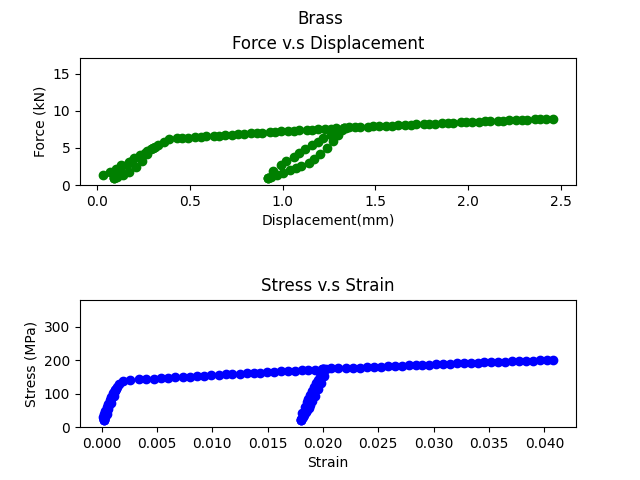 Brass
Force v.s Displacement
15
10
5
0
Force (kN)
0.0 0.5 1.0 1.5 2.0 2.5
Displacement(mm)
Stress v.s Strain
300
200
100
0
Stress (MPa)
0.000 0.005 0.010 0.015 0.020 0.025 0.030 0.035 0.040
Strain